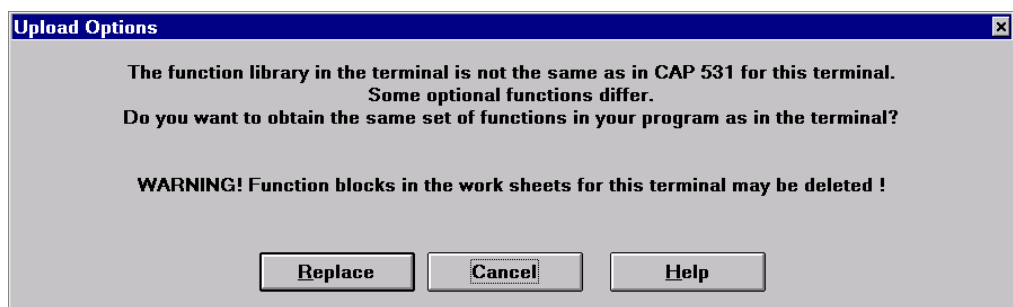 Upload Options
The function library in the terminal is not the same as in CAP 531 for this terminal.
Some optional functions differ.
Do you want to obtain the same set of functions in your program as in the terminal?
WARNING! Function blocks in the work sheets for this terminal may be deleted !
Replace Cancel Help